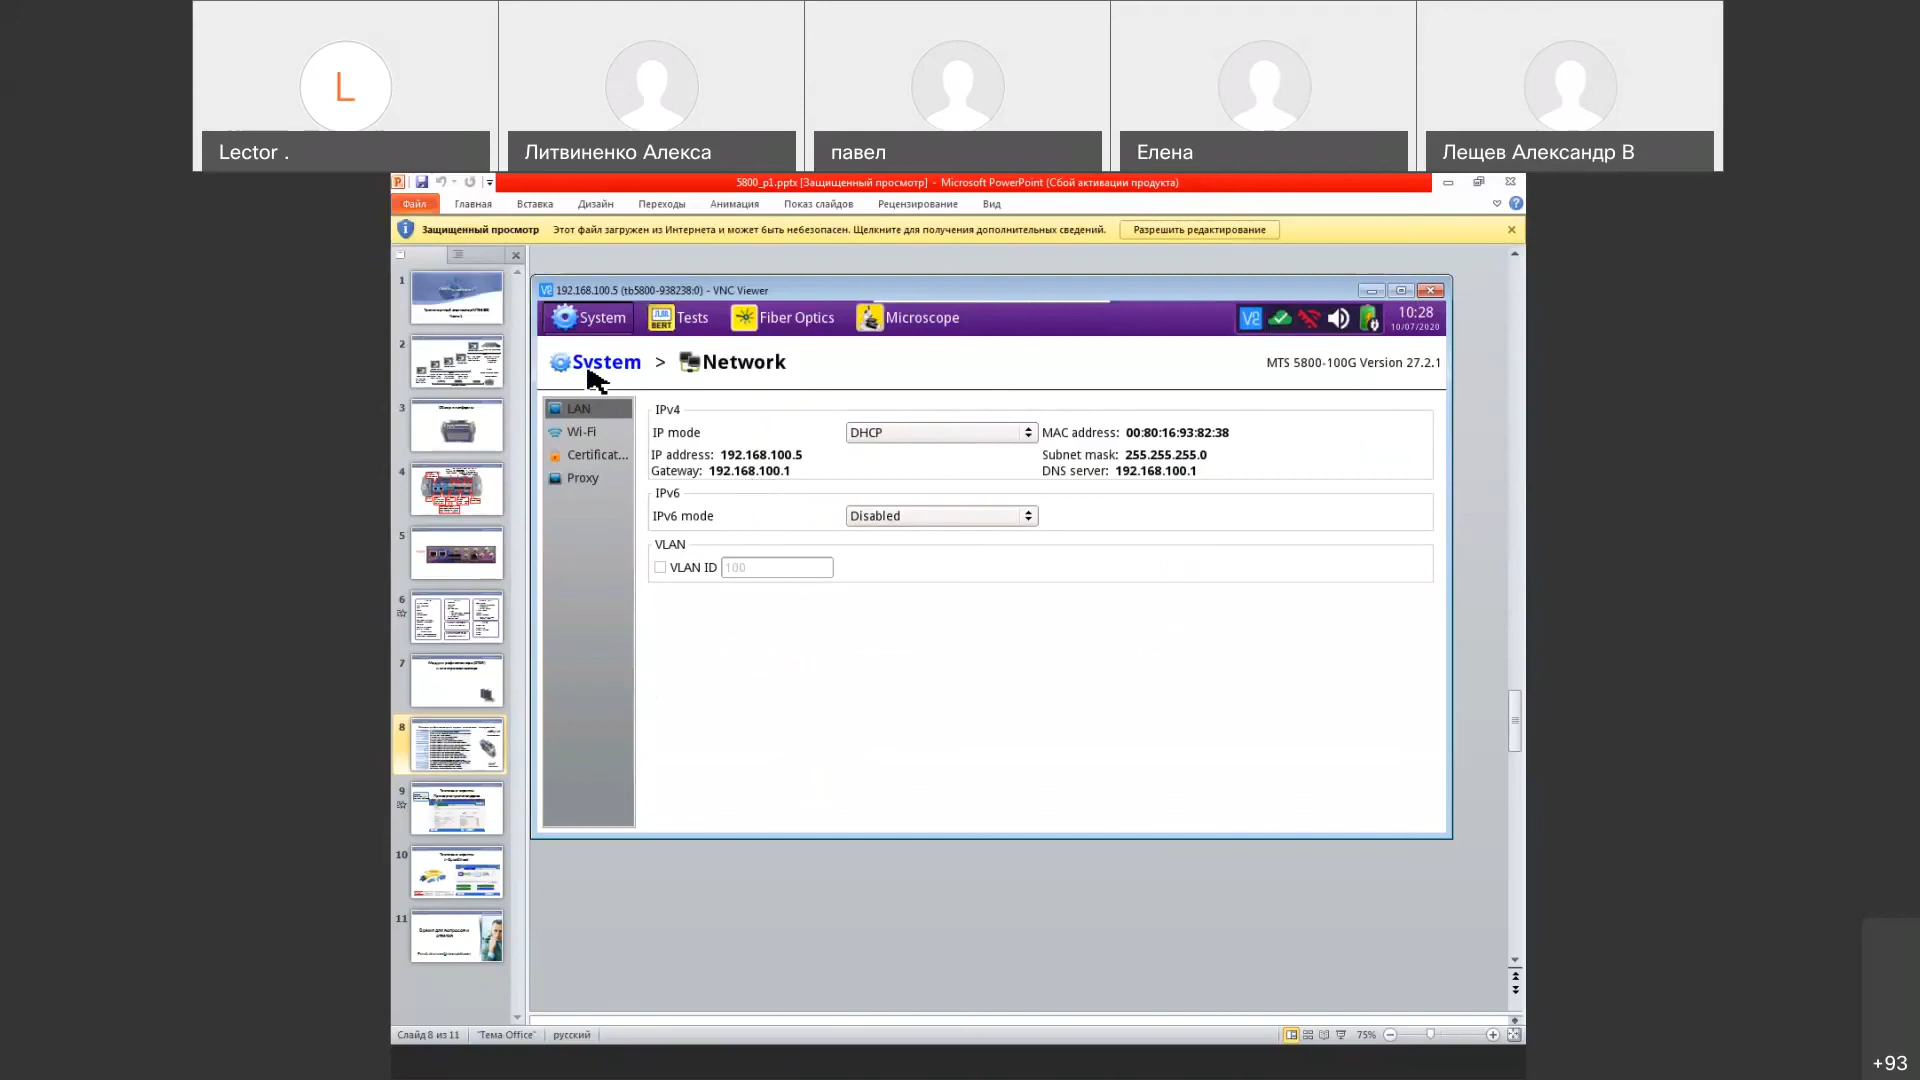 L
Lector .
Литвиненко Алекса
павел
Елена
Лещев Александр В
5800_p1.pptx [Защищенный просмотр] - Microsoft PowerPoint (Сбой активации продукта)
Файл Главная Вставка Дизайн Переходы Анимация Показ слайдов Рецензирование Вид
Защищенный просмотр Этот файл загружен из Интернета и может быть небезопасен. Щелкните для получения дополнительных сведений. Разрешить редактирование
192.168.100.5 (tb5800-938238:0) - VNC Viewer
System Tests Fiber Optics Microscope
BERT
10:28
10/07/2020
System > Network
MTS 5800-100G Version 27.2.1
LAN
Wi-Fi
Certificat...
Proxy
IPv4
IP mode DHCP MAC address: 00:80:16:93:82:38
IP address: 192.168.100.5 Subnet mask: 255.255.255.0
Gateway: 192.168.100.1 DNS server: 192.168.100.1
IPv6
IPv6 mode Disabled
VLAN
VLAN ID 100
1
2
3
4
5
6
7
8
9
10
11
Слайд 8 из 11 "Тема Office" русский
75%
+93